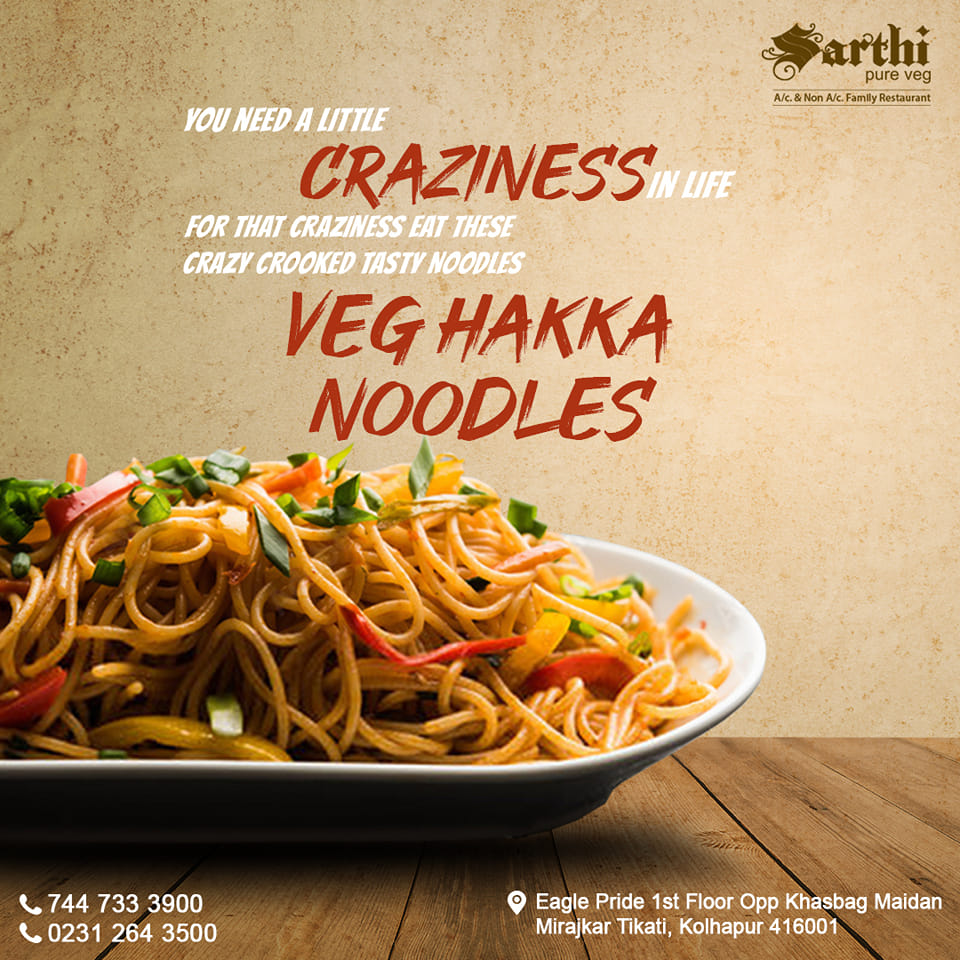 Sarthi
pure veg
A/c. & Non A/c. Family Restaurant
YOU NEED A LITTLE
CRAZINESS IN LIFE
FOR THAT CRAZINESS EAT THESE
CRAZY CROOKED TASTY NOODLES
VEG HAKKA
NOODLES
744 733 3900
0231 264 3500
Eagle Pride 1st Floor Opp Khasbag Maidan
Mirajkar Tikati, Kolhapur 416001